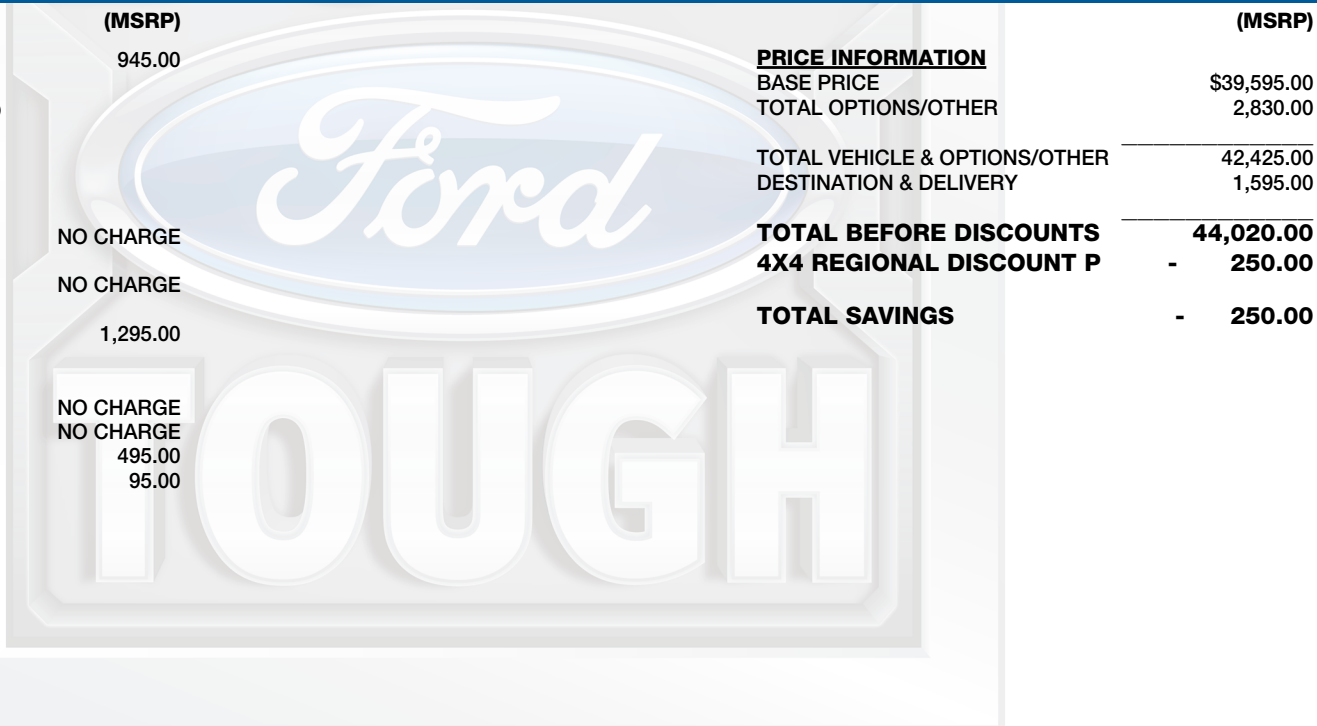 (MSRP)
945.00
NO CHARGE
NO CHARGE
1,295.00
NO CHARGE
NO CHARGE
495.00
95.00
Ford
TOUGH
(MSRP)
PRICE INFORMATION
BASE PRICE $39,595.00
TOTAL OPTIONS/OTHER 2,830.00
TOTAL VEHICLE & OPTIONS/OTHER 42,425.00
DESTINATION & DELIVERY 1,595.00
TOTAL BEFORE DISCOUNTS 44,020.00
4X4 REGIONAL DISCOUNT P - 250.00
TOTAL SAVINGS - 250.00